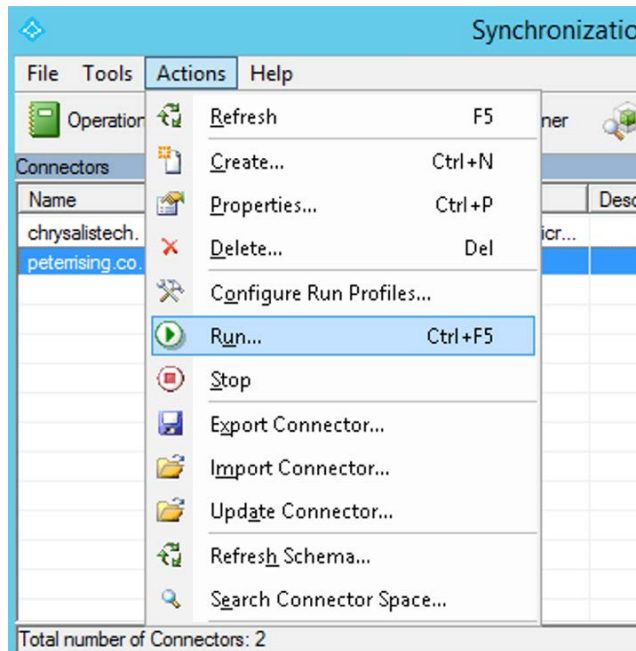 Synchronizatio
File Tools Actions Help
Operation
ner
Connectors
Name
Desc
chrysalistech.
icr...
peterrising.co.
Refresh F5
Create... Ctrl+N
Properties... Ctrl+P
Delete... Del
Configure Run Profiles...
Run... Ctrl+F5
Stop
Export Connector...
Import Connector...
Update Connector...
Refresh Schema...
Search Connector Space...
Total number of Connectors: 2